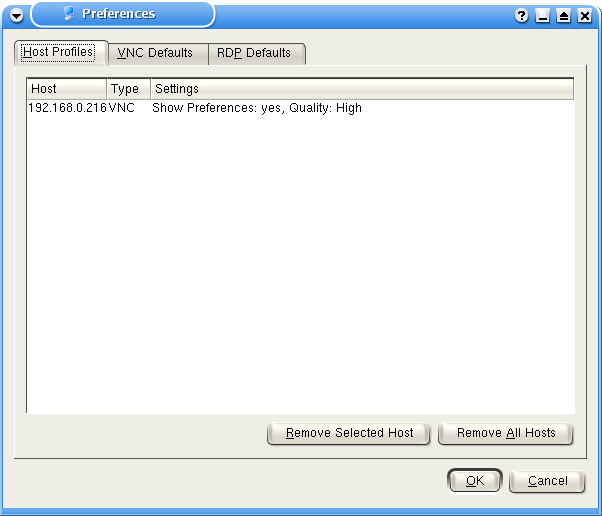 Preferences
Host Profiles VNC Defaults RDP Defaults
Host Type Settings
192.168.0.216 VNC Show Preferences: yes, Quality: High
Remove Selected Host Remove All Hosts
OK Cancel